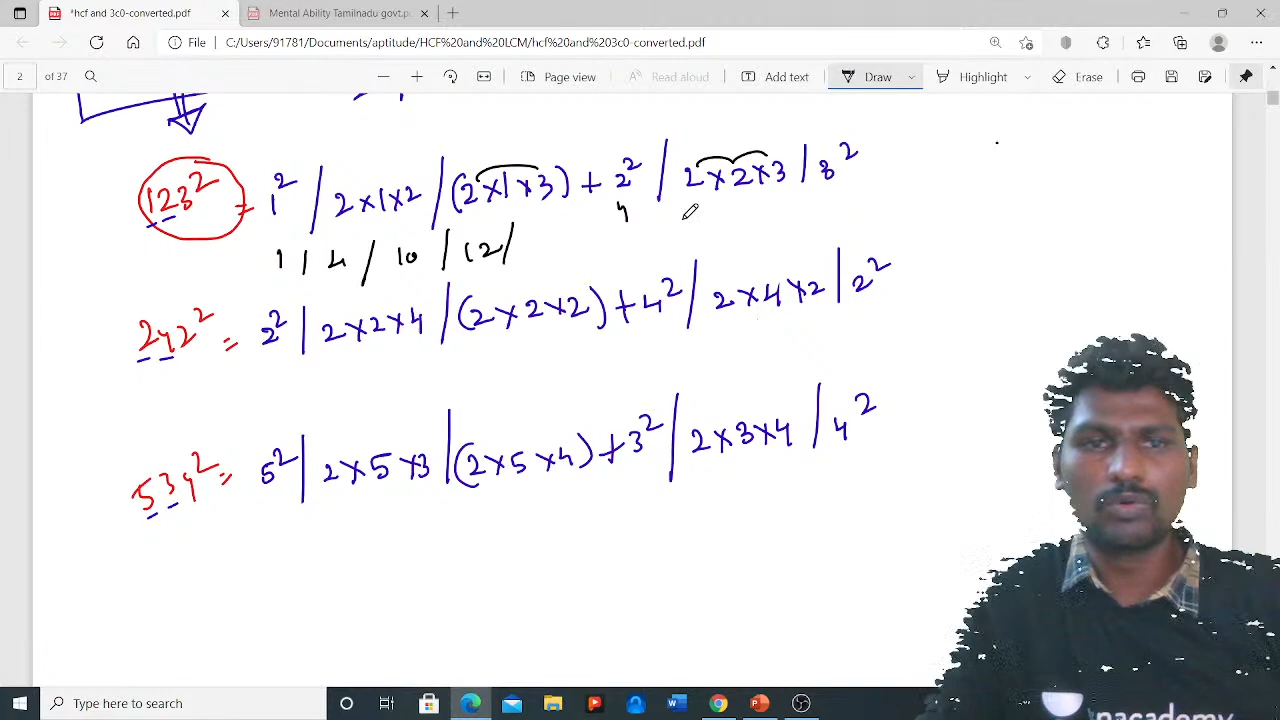 *hcf and 3c0-converted.pdf
Mental Ability Tamilnadu govt.p
File C:/Users/91781/Documents/aptitude/HCF%20and%20LCM/hcf%20and%203c0-converted.pdf
2 of 37 Page view Read aloud Add text Draw Highlight Erase
123² = 1² / 2×1×2 / (2×1×3) + 2² / 2×2×3 / 3²
4
1 / 4 / 10 / 12 /
242² = 2² / 2×2×4 / (2×2×2) + 4² / 2×4×2 / 2²
534² = 5² / 2×5×3 / (2×5×4) + 3² / 2×3×4 / 4²
nacademy
Type here to search